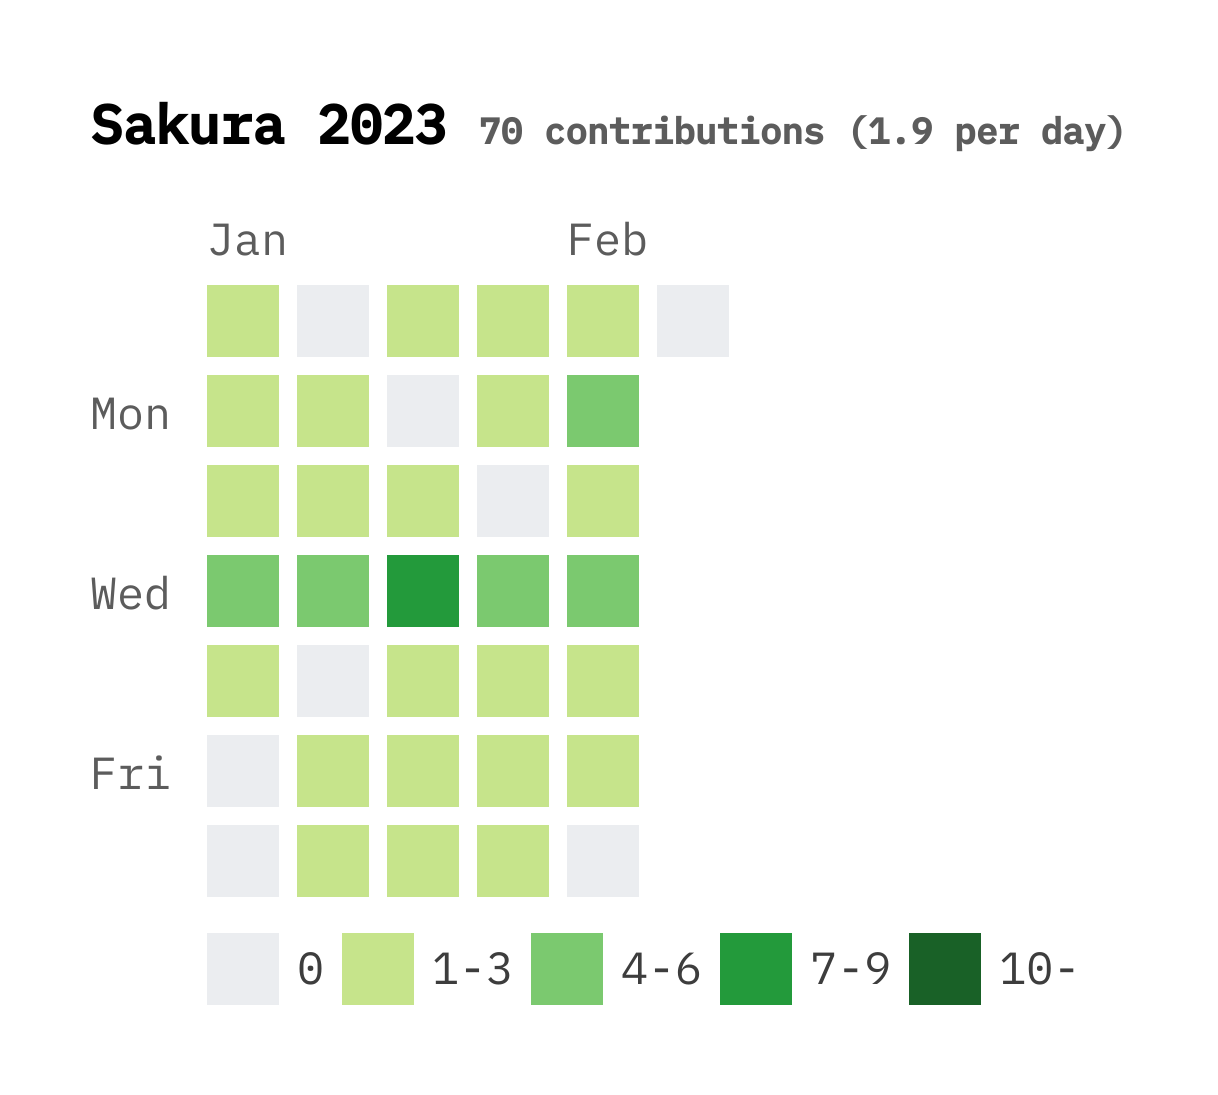 Sakura 2023 70 contributions (1.9 per day)
Jan Feb
Mon
Wed
Fri
0 1-3 4-6 7-9 10-